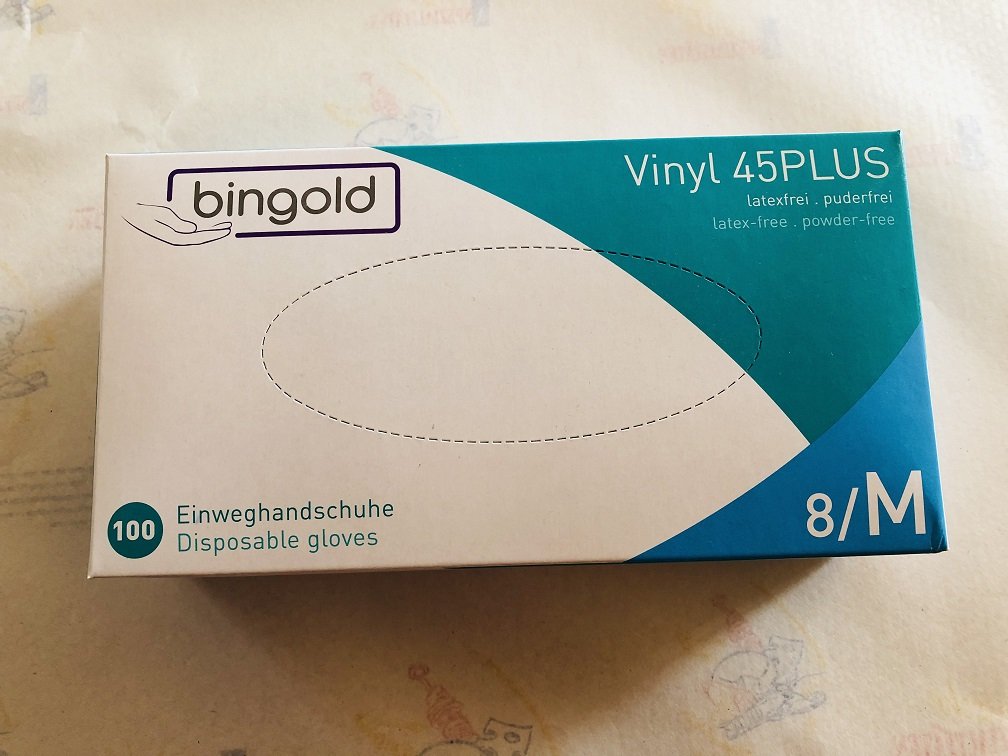 bingold
Vinyl 45PLUS
latexfrei . puderfrei
latex-free . powder-free
100
Einweghandschuhe
Disposable gloves
8/M